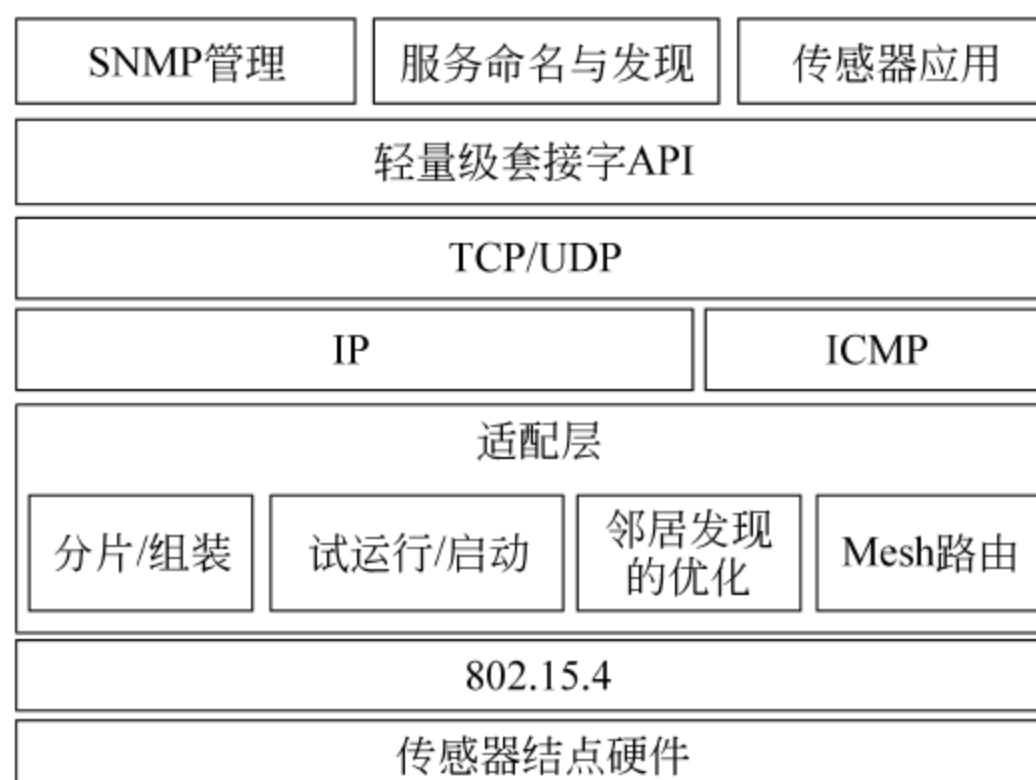 SNMP管理 服务命名与发现 传感器应用
轻量级套接字API
TCP/UDP
IP ICMP
适配层
分片/组装 试运行/启动 邻居发现
的优化 Mesh路由
802.15.4
传感器结点硬件